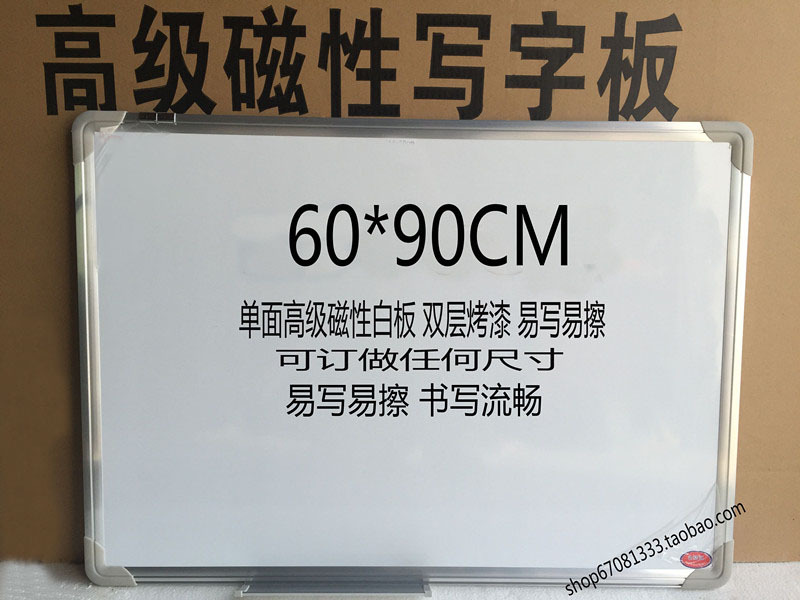 高级磁性写字板
60*90CM
单面高级磁性白板 双层烤漆 易写易擦
可订做任何尺寸
易写易擦 书写流畅
shop67081333.taobao.com